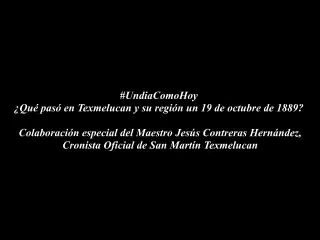 #UndiaComoHoy
¿Qué pasó en Texmelucan y su región un 19 de octubre de 1889?
Colaboración especial del Maestro Jesús Contreras Hernández,
Cronista Oficial de San Martín Texmelucan